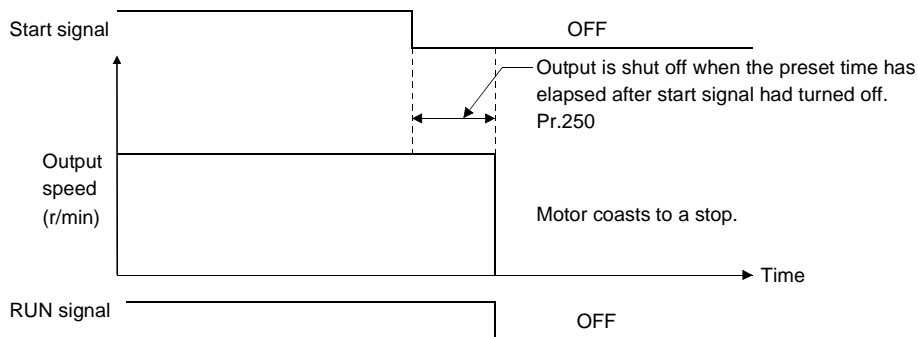 Start signal
OFF
Output is shut off when the preset time has
elapsed after start signal had turned off.
Pr.250
Output
speed
(r/min)
Motor coasts to a stop.
Time
RUN signal
OFF